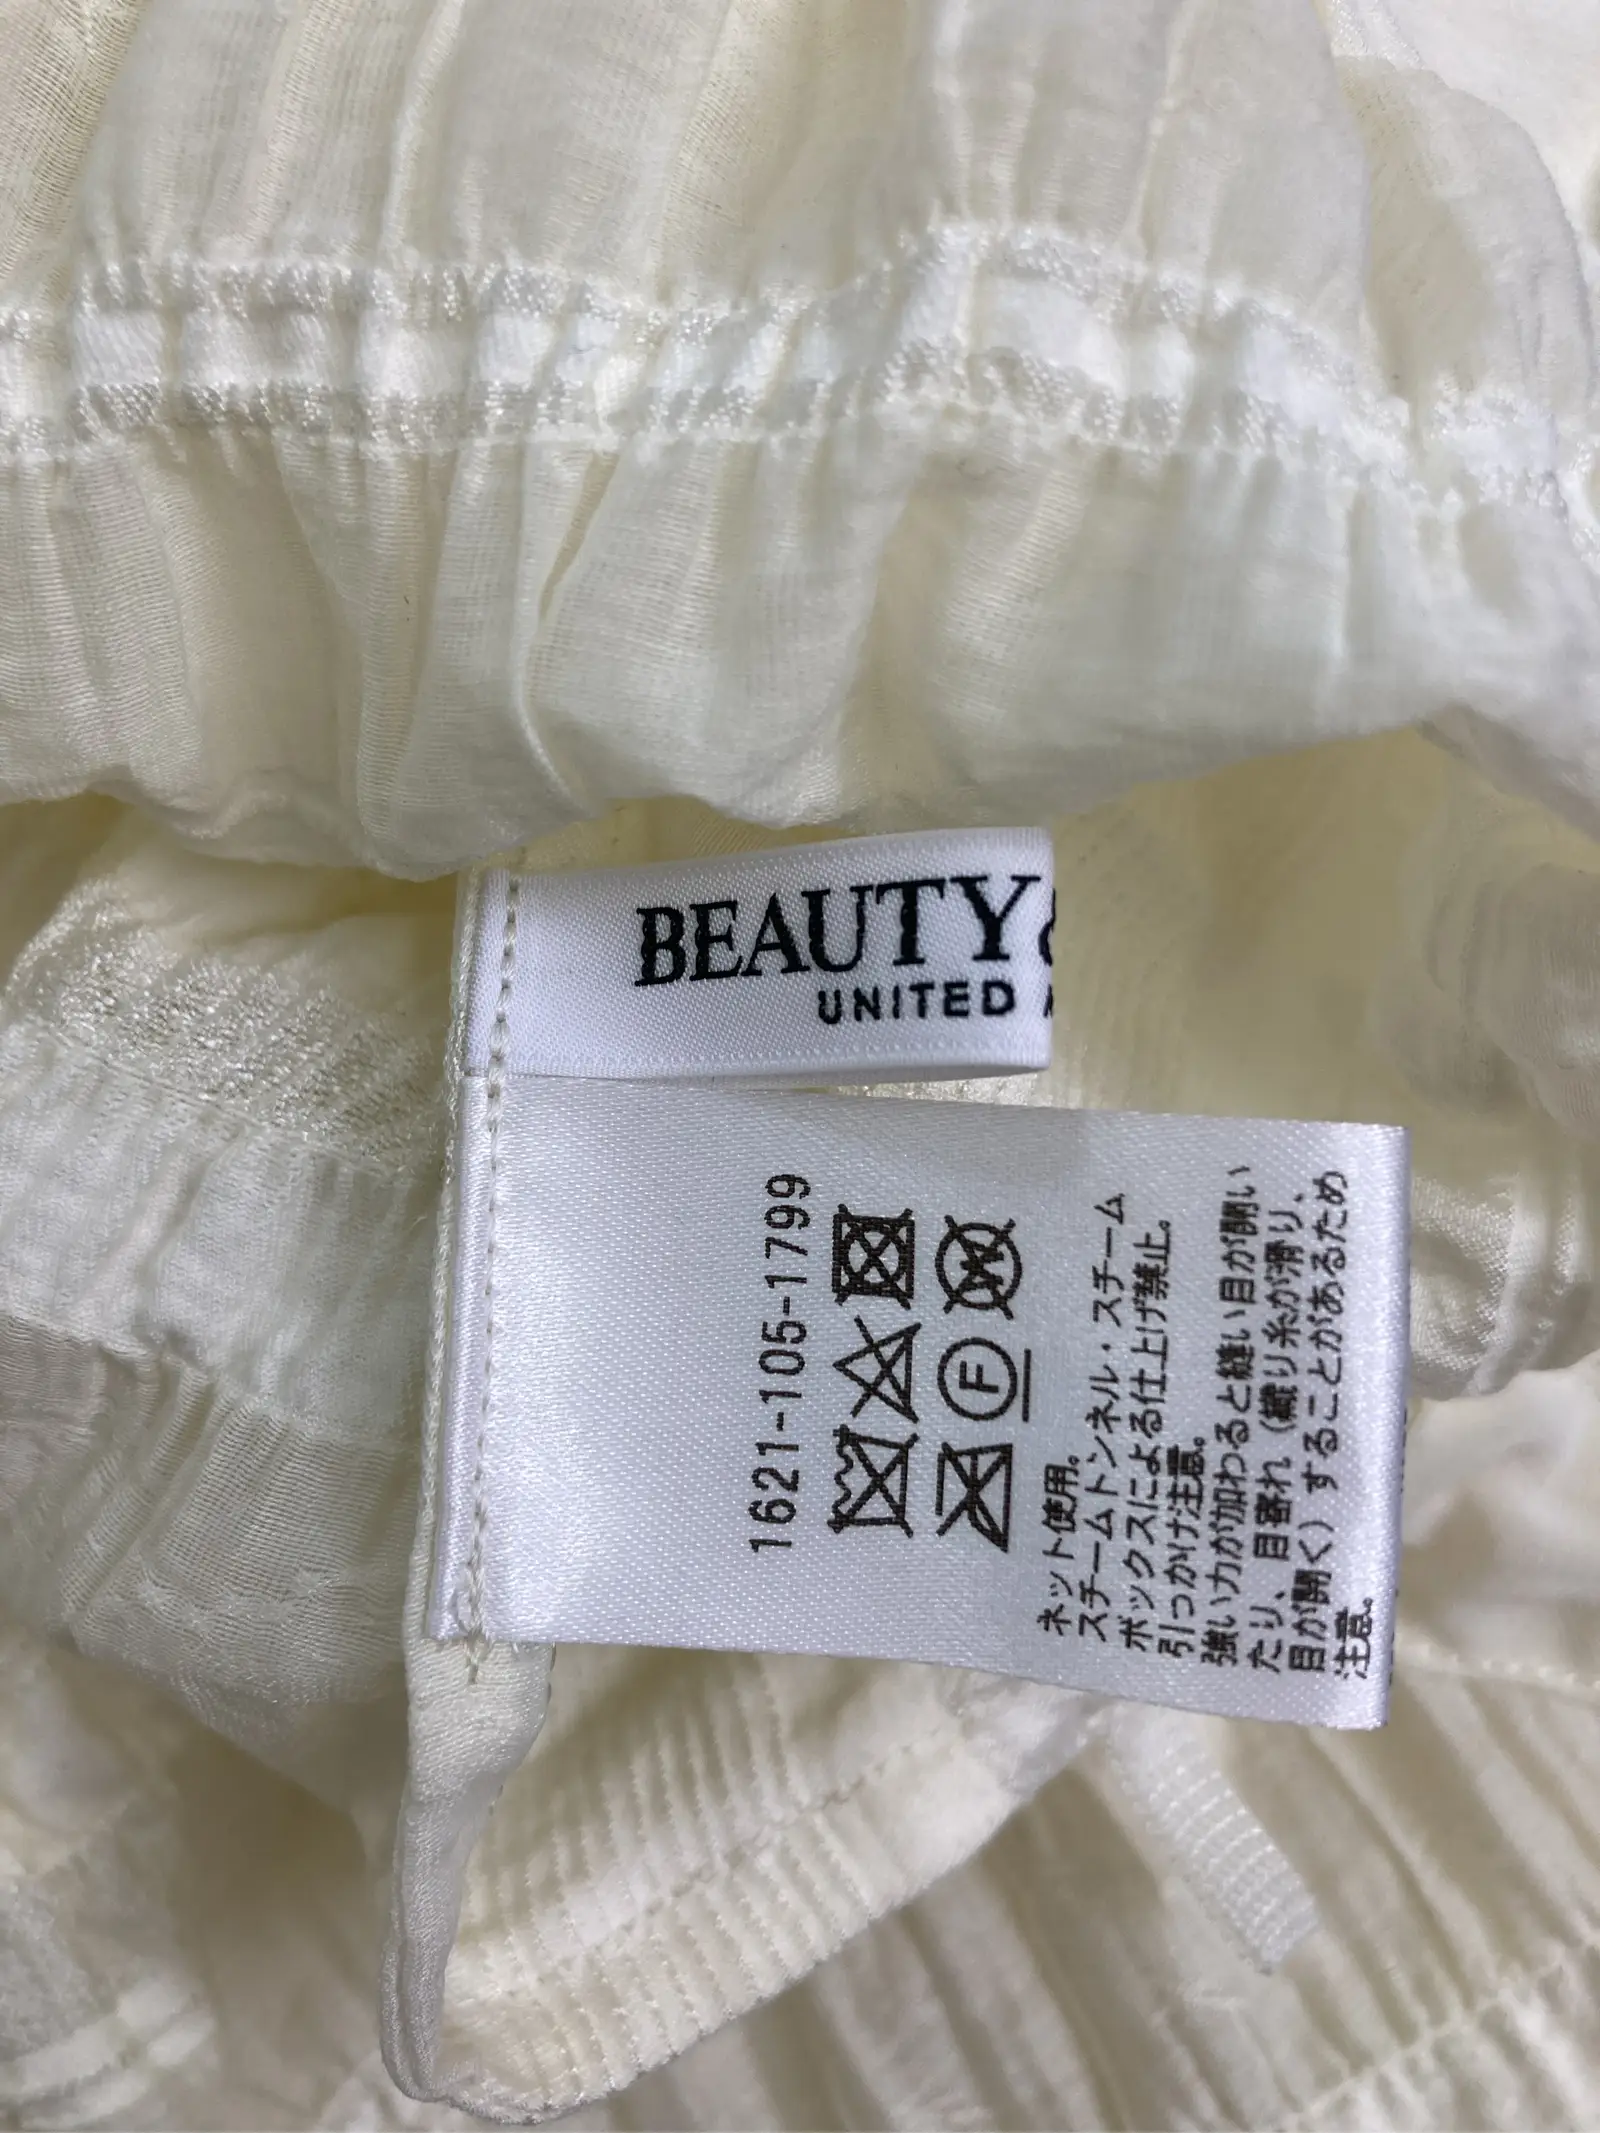 BEAUTY
UNITED
1621-105-1799
F
W
ネット使用。
スチームトンネル・スチーム
ボックスによる仕上げ禁止。
引っかけ注意。
強い力が加わると縫い目が開い
たり、目寄れ（織り糸が滑り、
目が開く）することがあるため
注意。